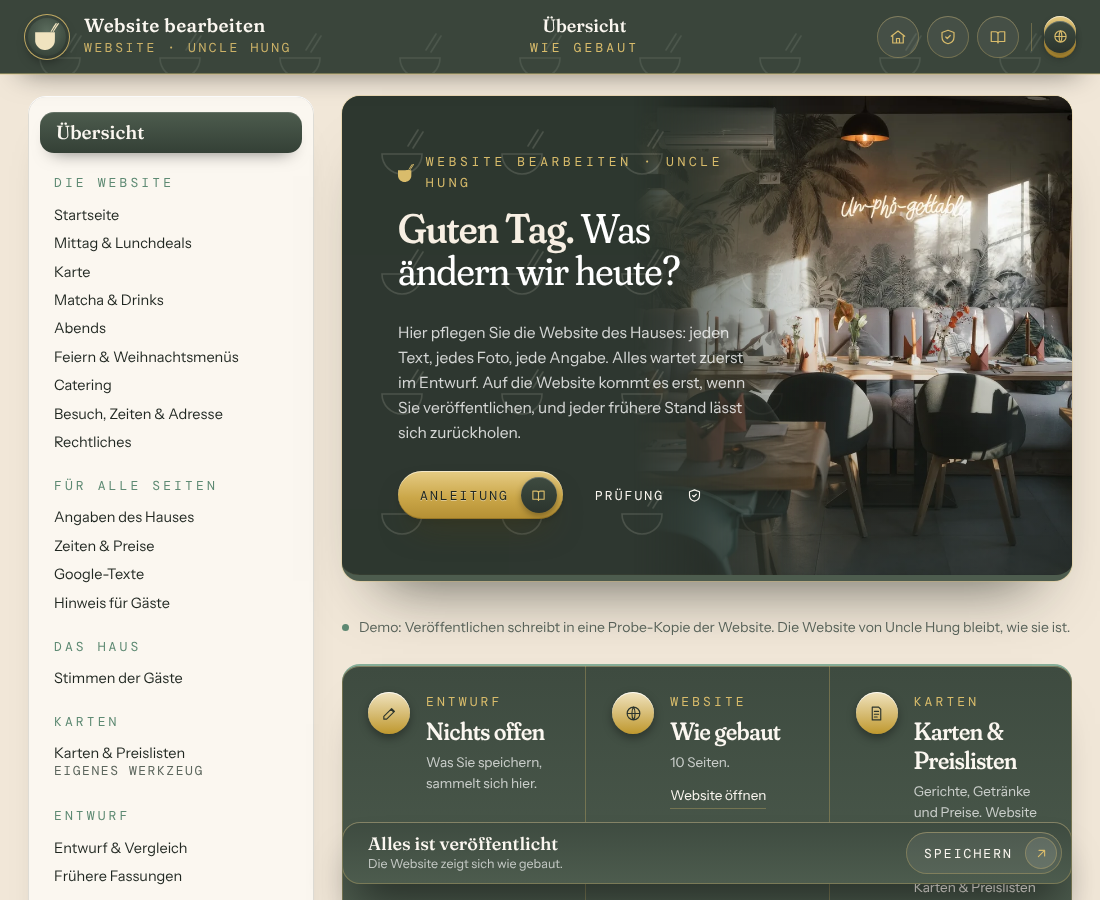 Website bearbeiten
WEBSITE · UNCLE HUNG
Übersicht
WIE GEBAUT
Übersicht
DIE WEBSITE
Startseite
Mittag & Lunchdeals
Karte
Matcha & Drinks
Abends
Feiern & Weihnachtsmenüs
Catering
Besuch, Zeiten & Adresse
Rechtliches
FÜR ALLE SEITEN
Angaben des Hauses
Zeiten & Preise
Google-Texte
Hinweis für Gäste
DAS HAUS
Stimmen der Gäste
KARTEN
Karten & Preislisten
EIGENES WERKZEUG
ENTWURF
Entwurf & Vergleich
Frühere Fassungen
WEBSITE BEARBEITEN · UNCLE
HUNG
Guten Tag. Was
ändern wir heute?
Hier pflegen Sie die Website des Hauses: jeden
Text, jedes Foto, jede Angabe. Alles wartet zuerst
im Entwurf. Auf die Website kommt es erst, wenn
Sie veröffentlichen, und jeder frühere Stand lässt
sich zurückholen.
ANLEITUNG
PRÜFUNG
Un-phở-gettable
Demo: Veröffentlichen schreibt in eine Probe-Kopie der Website. Die Website von Uncle Hung bleibt, wie sie ist.
ENTWURF
Nichts offen
Was Sie speichern,
sammelt sich hier.
WEBSITE
Wie gebaut
10 Seiten.
Website öffnen
KARTEN
Karten &
Preislisten
Gerichte, Getränke
und Preise. Website
Alles ist veröffentlicht
Die Website zeigt sich wie gebaut.
SPEICHERN
Karten & Preislisten